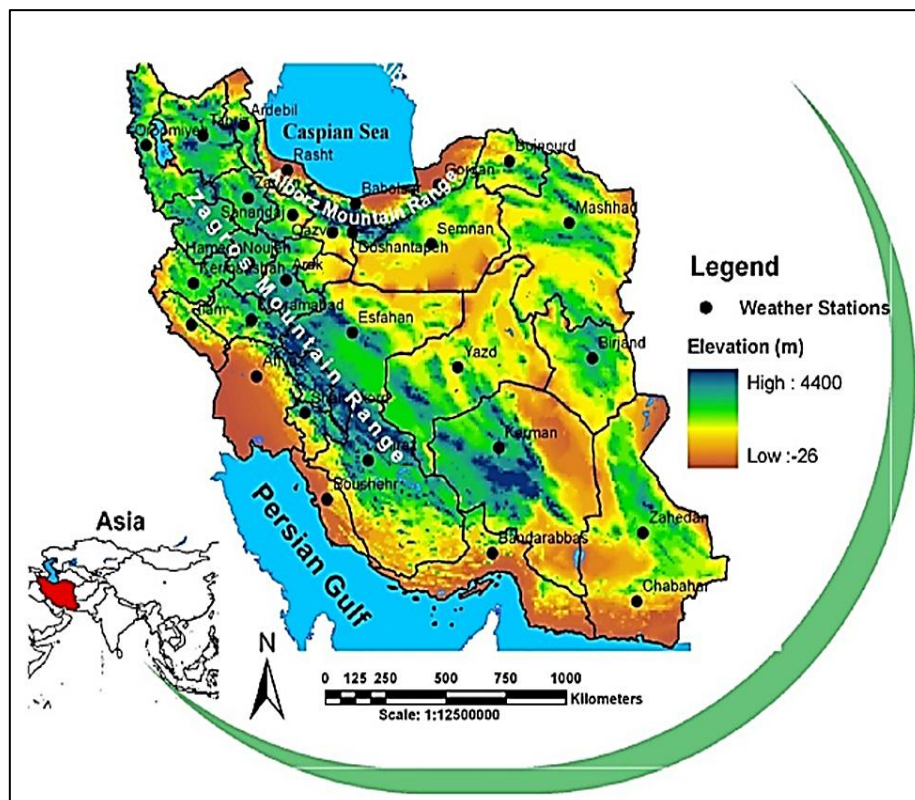 Ardebil
Oroomiyeh
Tabriz
Caspian Sea
Rasht
Bojnourd
Gorgan
Babolsar
Alborz Mountain Range
Mashhad
Sanandaj
Qazv
Doshantapeh
Semnan
Zagros Mountain Range
Hamedan Noujeh
Kermanshah
Arak
Ilam
Khoramabad
Esfahan
Yazd
Birjand
Ahvaz
Kerman
Boushehr
Zahedan
Bandarabbas
Chabahar
Persian Gulf
Legend
Weather Stations
Elevation (m)
High : 4400
Low :-26
Asia
N
0 125 250 500 750 1000
Kilometers
Scale: 1:12500000